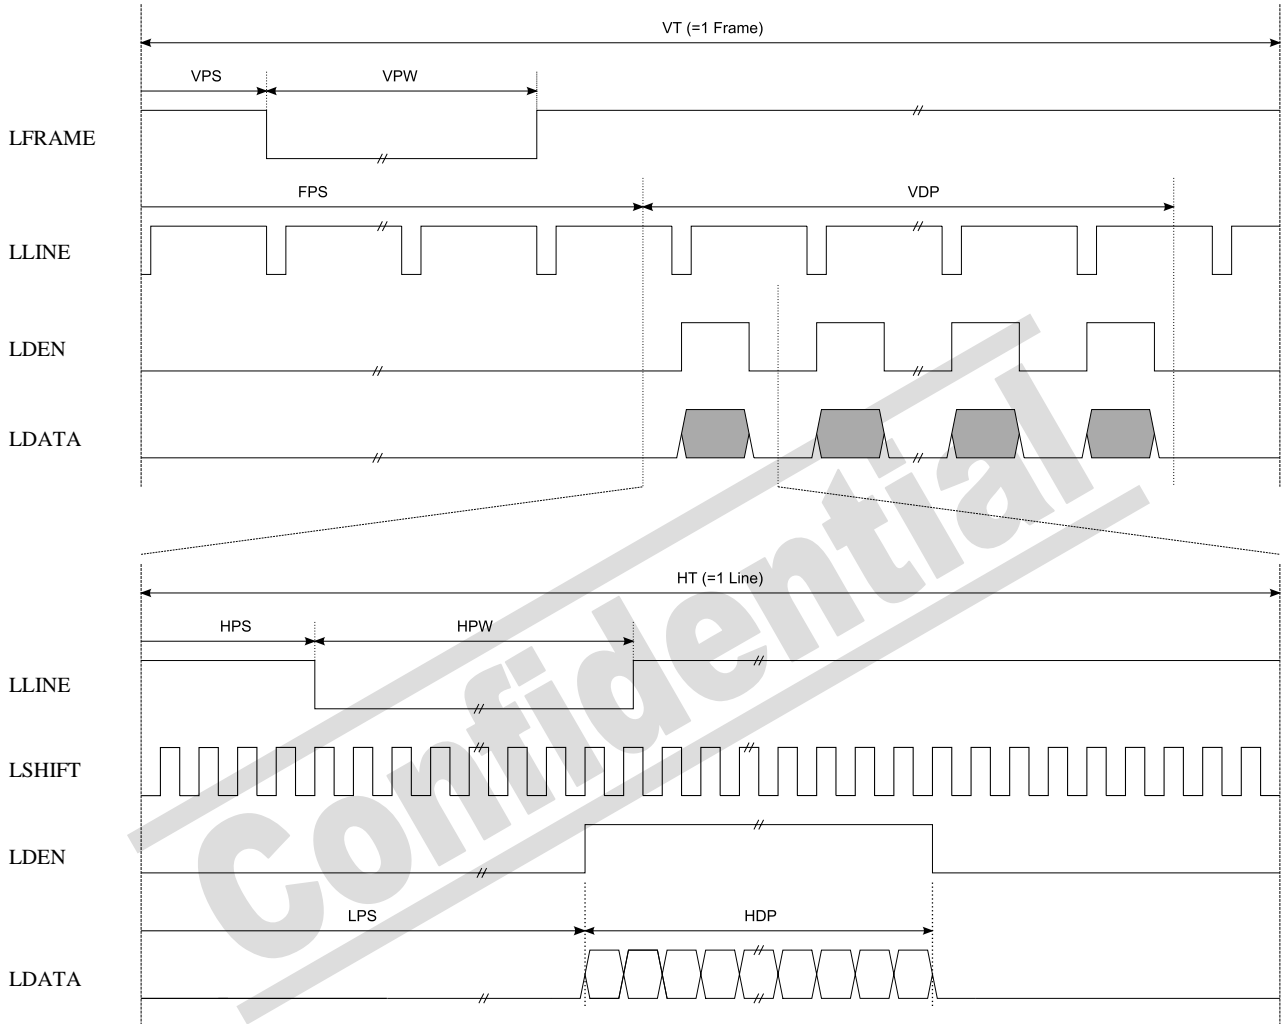 VT (=1 Frame)
VPS VPW
LFRAME
FPS VDP
LLINE
LDEN
LDATA
HT (=1 Line)
HPS HPW
LLINE
LSHIFT
LDEN
LPS HDP
LDATA
Confidential